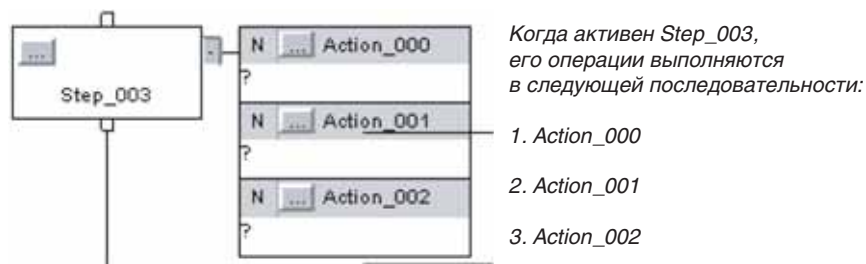 ...
Step_003
N ... Action_000
?
N ... Action_001
?
N ... Action_002
?
Когда активен Step_003,
его операции выполняются
в следующей последовательности:
1. Action_000
2. Action_001
3. Action_002